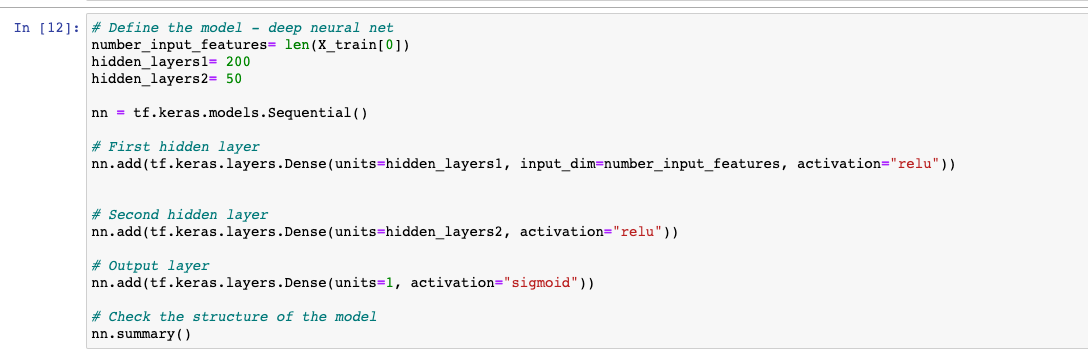 In [12]: # Define the model - deep neural net
number_input_features= len(X_train[0])
hidden_layers1= 200
hidden_layers2= 50
nn = tf.keras.models.Sequential()
# First hidden layer
nn.add(tf.keras.layers.Dense(units=hidden_layers1, input_dim=number_input_features, activation="relu"))
# Second hidden layer
nn.add(tf.keras.layers.Dense(units=hidden_layers2, activation="relu"))
# Output layer
nn.add(tf.keras.layers.Dense(units=1, activation="sigmoid"))
# Check the structure of the model
nn.summary()